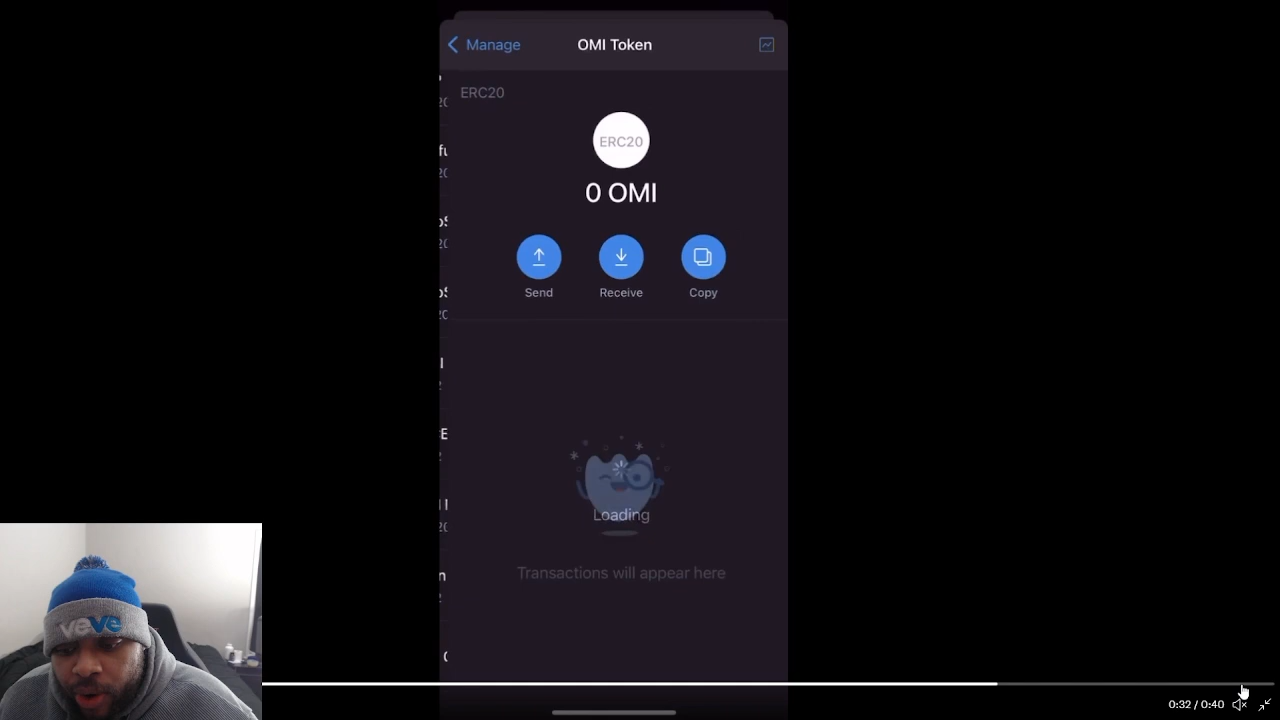 Manage
OMI Token
ERC20
ERC20
0 OMI
Send
Receive
Copy
Loading
Transactions will appear here
veve
0:32 / 0:40